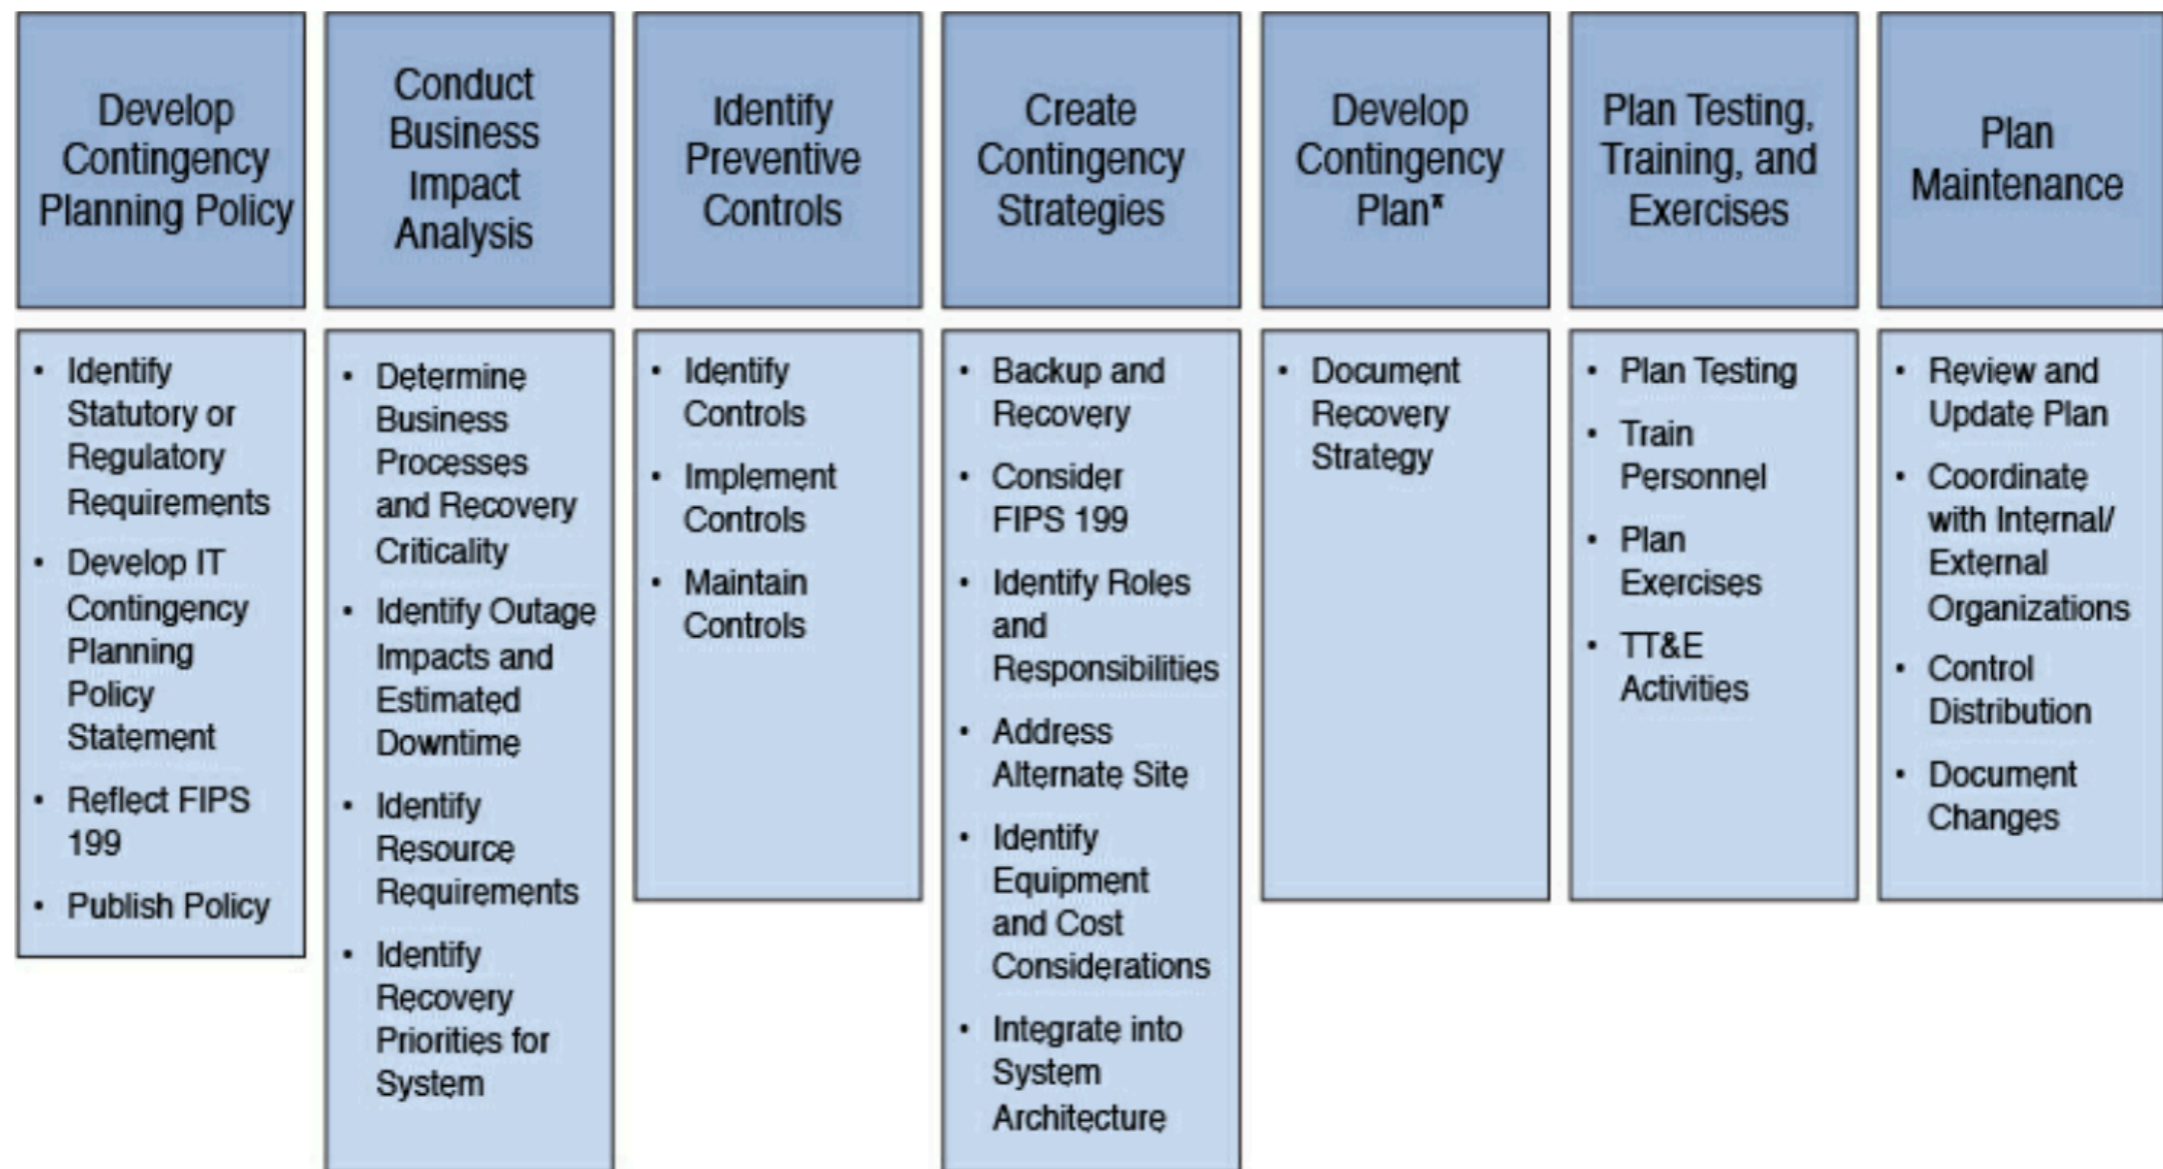 Develop
Contingency
Planning Policy
Conduct
Business
Impact
Analysis
Identify
Preventive
Controls
Create
Contingency
Strategies
Develop
Contingency
Plan*
Plan Testing,
Training, and
Exercises
Plan
Maintenance
• Identify
Statutory or
Regulatory
Requirements
• Develop IT
Contingency
Planning
Policy
Statement
• Reflect FIPS
199
• Publish Policy
• Determine
Business
Processes
and Recovery
Criticality
• Identify Outage
Impacts and
Estimated
Downtime
• Identify
Resource
Requirements
• Identify
Recovery
Priorities for
System
• Identify
Controls
• Implement
Controls
• Maintain
Controls
• Backup and
Recovery
• Consider
FIPS 199
• Identify Roles
and
Responsibilities
• Address
Alternate Site
• Identify
Equipment
and Cost
Considerations
• Integrate into
System
Architecture
• Document
Recovery
Strategy
• Plan Testing
• Train
Personnel
• Plan
Exercises
• TT&E
Activities
• Review and
Update Plan
• Coordinate
with Internal/
External
Organizations
• Control
Distribution
• Document
Changes